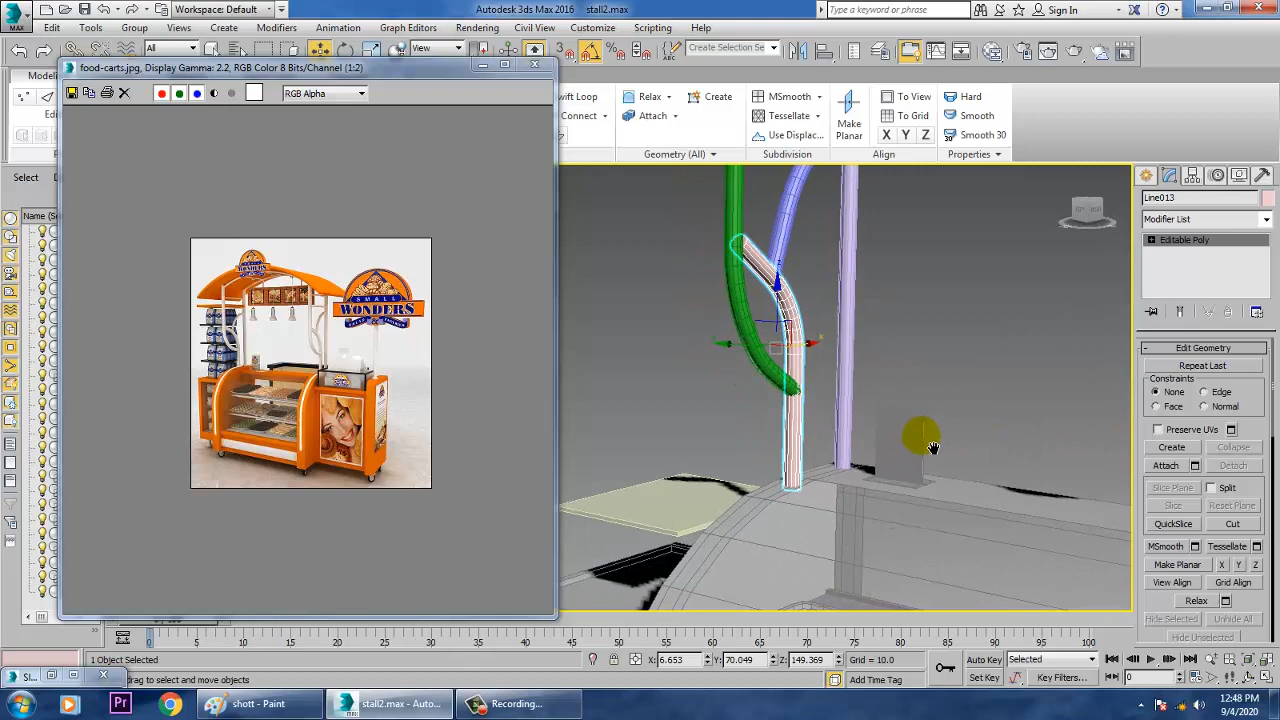 Workspace: Default
Autodesk 3ds Max 2016    stall2.max
Type a keyword or phrase
Sign In
MAX
Edit Tools Group Views Create Modifiers Animation Graph Editors Rendering Civil View Customize Scripting Help
All
View
Create Selection Se
food-carts.jpg, Display Gamma: 2.2, RGB Color 8 Bits/Channel (1:2)
RGB Alpha
Relax
Create
MSmooth
To View
Hard
Attach
Tessellate
Make
Planar
To Grid
Smooth
Use Displac...
X Y Z
Smooth 30
Geometry (All)
Subdivision
Align
Properties
Select
Name (S
SMALL
WONDERS
Line013
Modifier List
Editable Poly
Edit Geometry
Repeat Last
Constraints
None
Edge
Face
Normal
Preserve UVs
Create
Collapse
Attach
Detach
Slice Plane
Split
Slice
Reset Plane
QuickSlice
Cut
MSmooth
Tessellate
Make Planar
X Y Z
View Align
Grid Align
Relax
Hide Selected
Unhide All
Hide Unselected
0 5 10 15 20 25 30 35 40 45 50 55 60 65 70 75 80 85 90 95 100
1 Object Selected
X: 6.653
Y: 70.049
Z: 149.369
Grid = 10.0
Auto Key
Selected
drag to select and move objects
Add Time Tag
Set Key
Key Filters...
0
shott - Paint
stall2.max - Auto...
Recording...
12:48 PM
9/4/2020